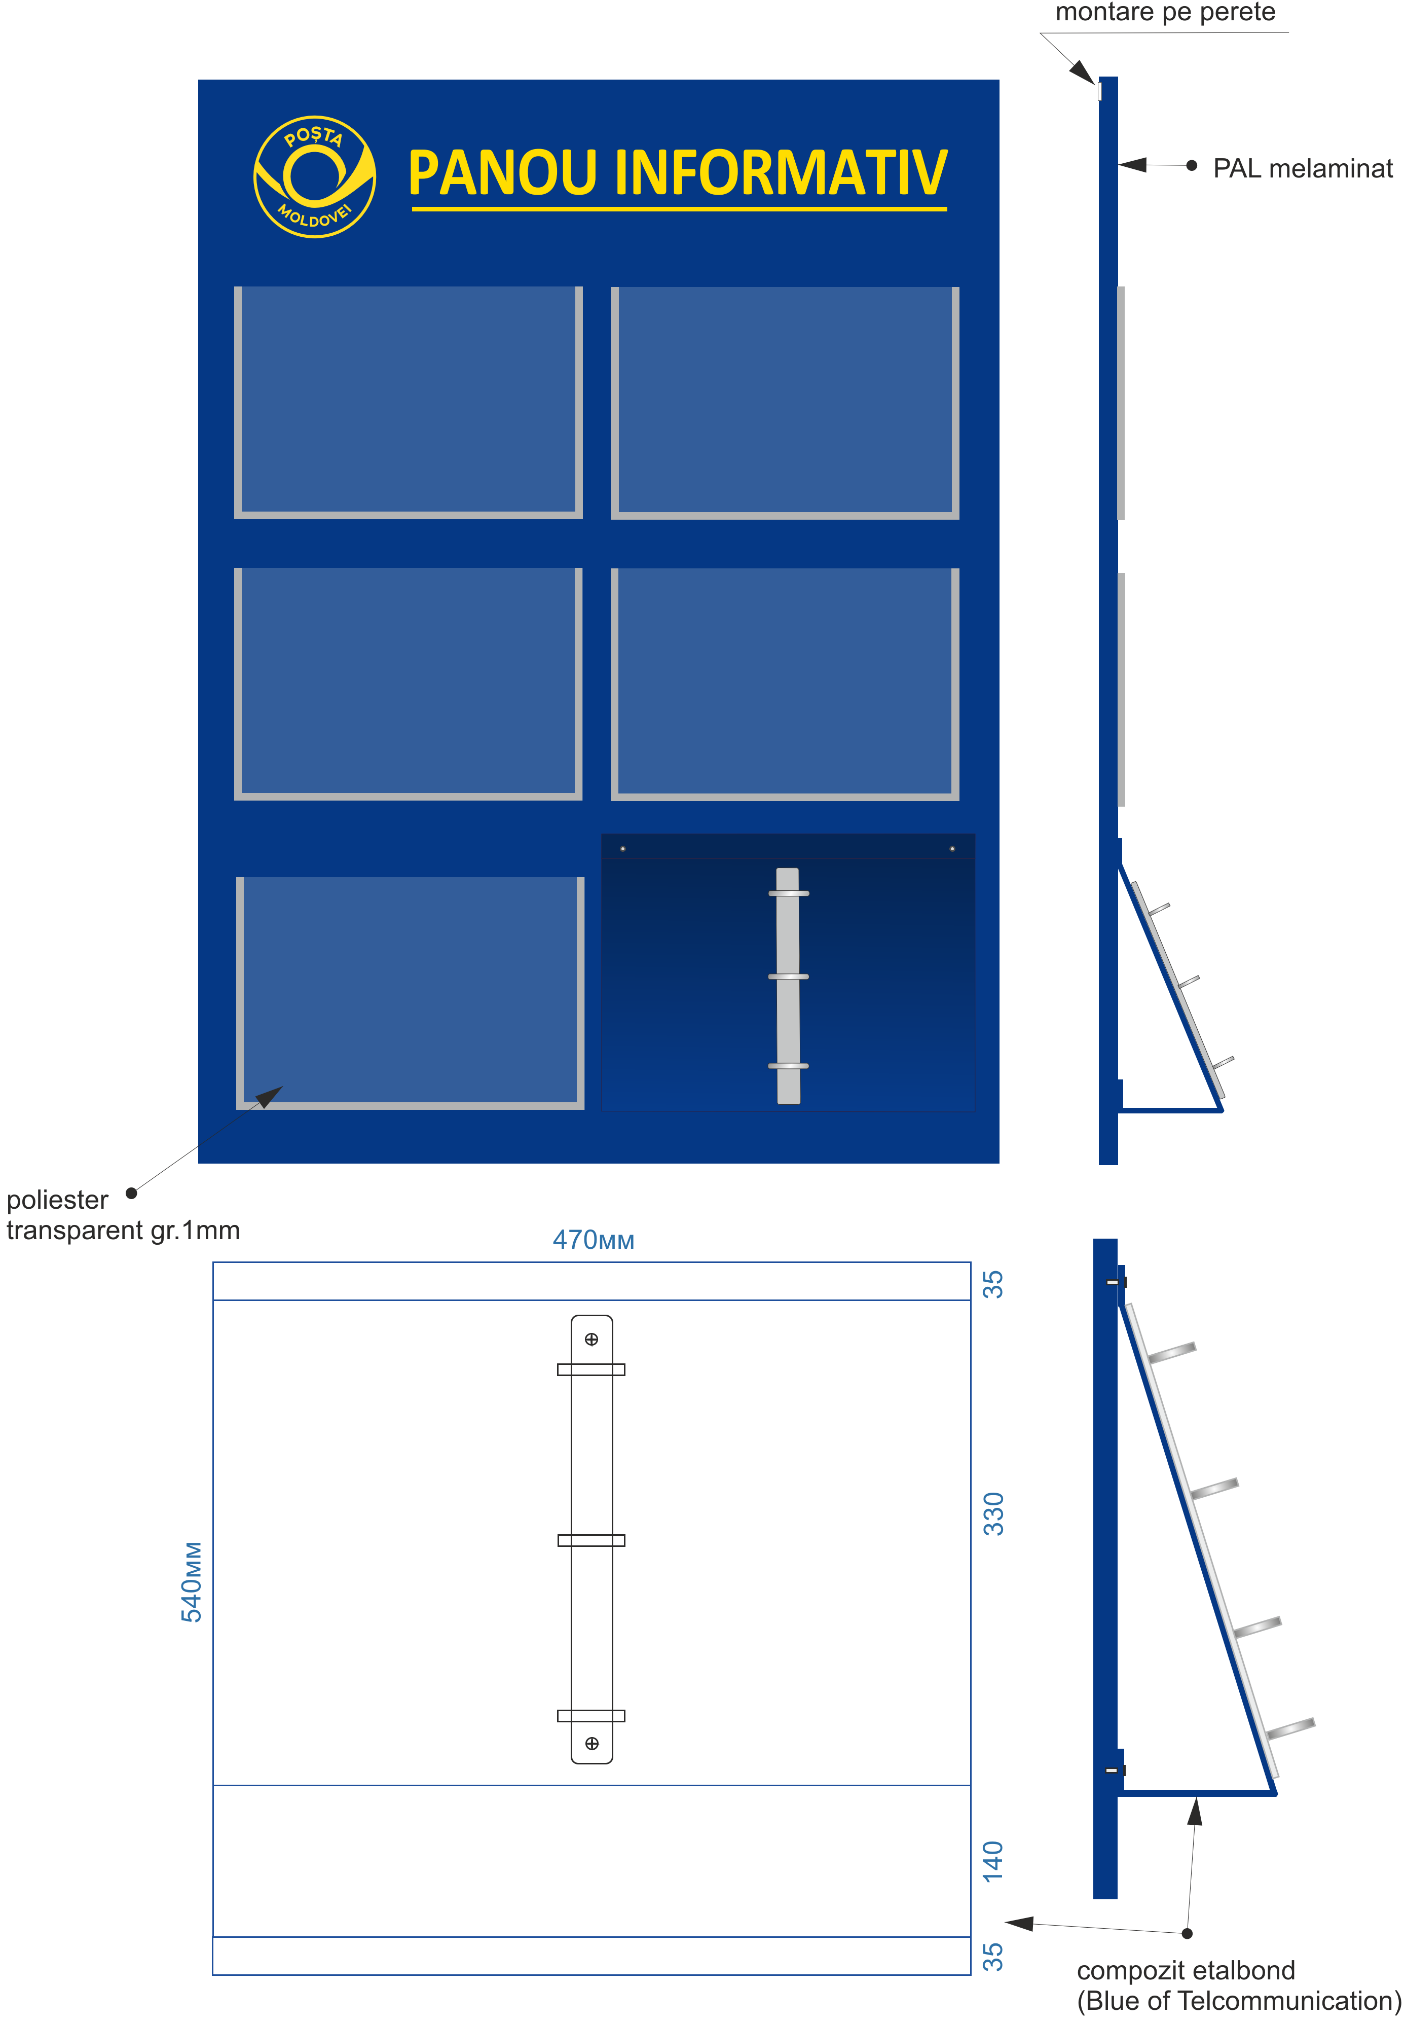 montare pe perete
POȘTA
MOLDOVEI
PANOU INFORMATIV
PAL melaminat
poliester
transparent gr.1mm
470мм
35
330
540мм
140
35
compozit etalbond
(Blue of Telcommunication)